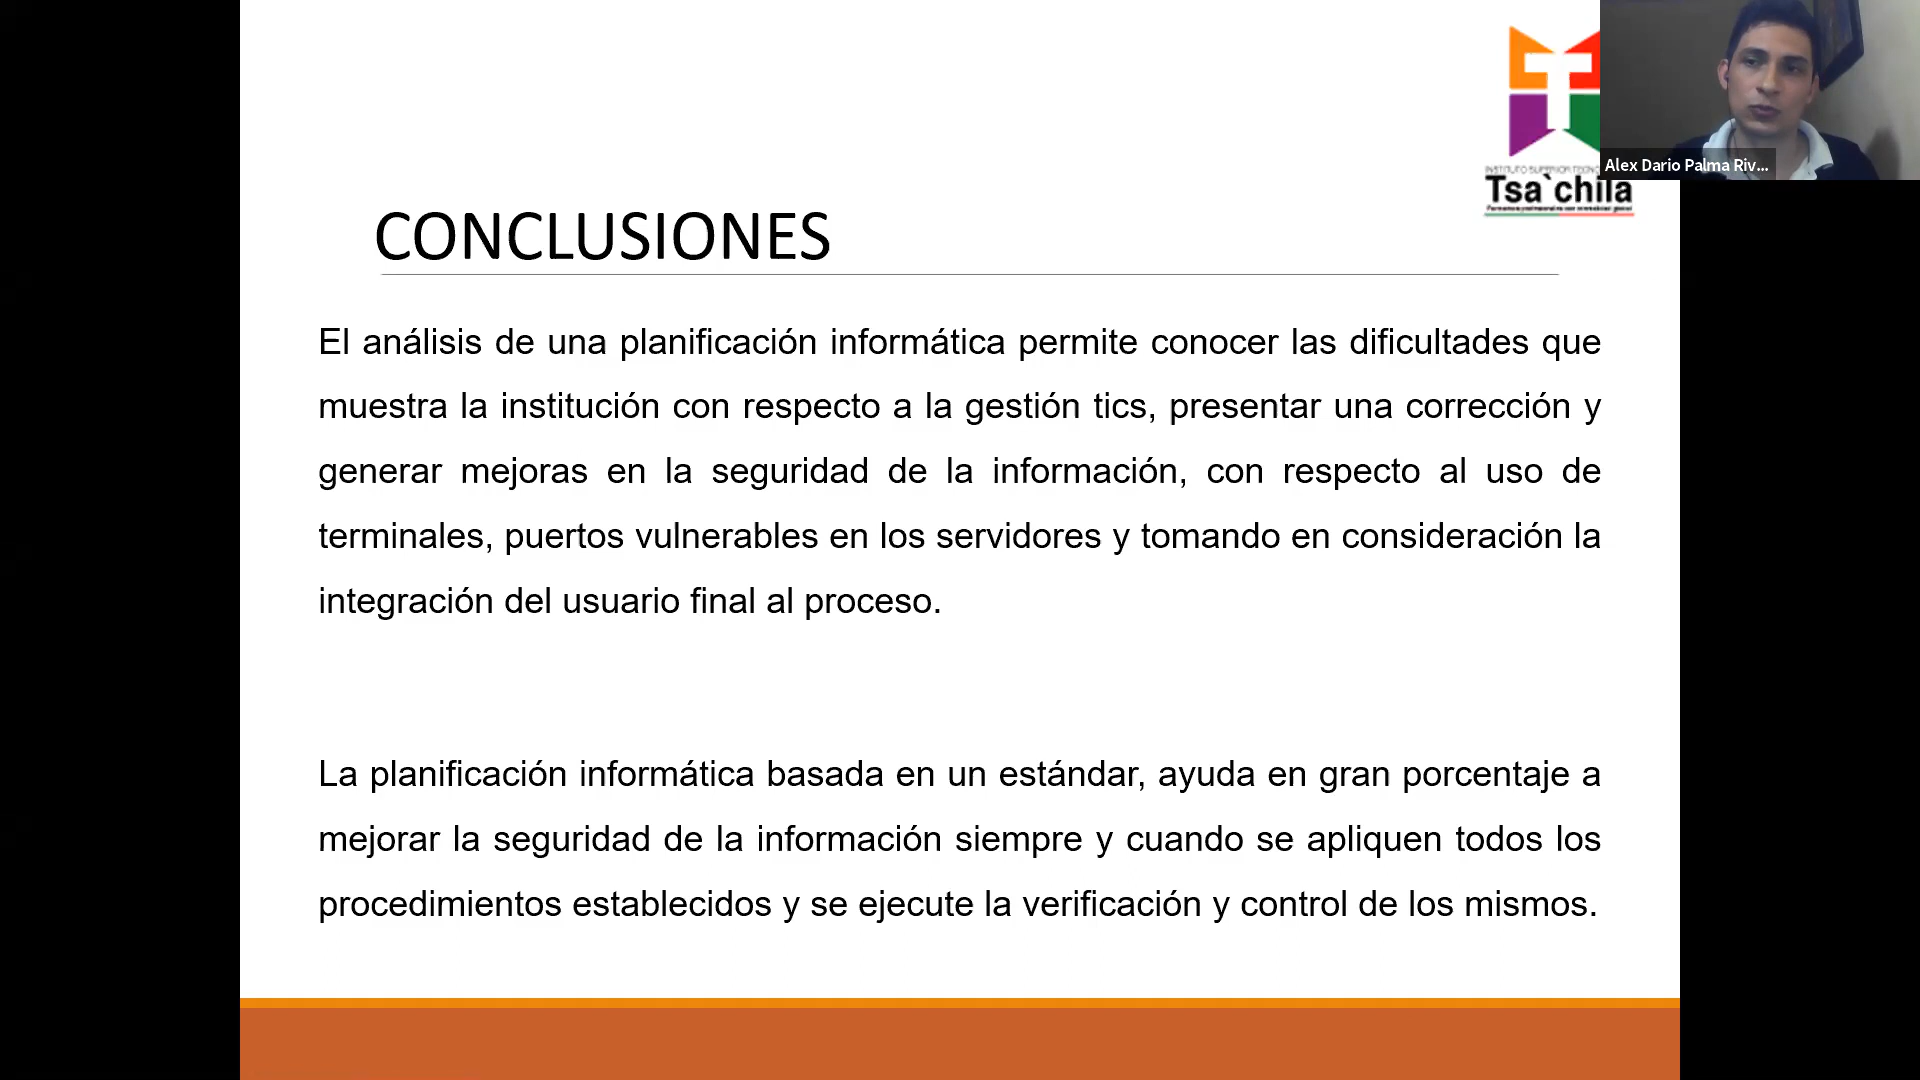 INSTITUTO SUPERIOR
Tsa`chila
Alex Dario Palma Riv...
CONCLUSIONES
El análisis de una planificación informática permite conocer las dificultades que
muestra la institución con respecto a la gestión tics, presentar una corrección y
generar mejoras en la seguridad de la información, con respecto al uso de
terminales, puertos vulnerables en los servidores y tomando en consideración la
integración del usuario final al proceso.
La planificación informática basada en un estándar, ayuda en gran porcentaje a
mejorar la seguridad de la información siempre y cuando se apliquen todos los
procedimientos establecidos y se ejecute la verificación y control de los mismos.